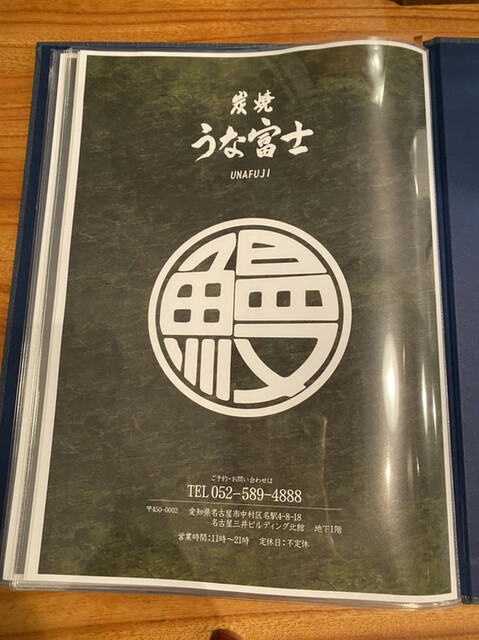 炭焼
うな富士
UNAFUJI
鰻
ご予約・お問い合わせは
TEL 052-589-4888
〒450-0002 愛知県名古屋市中村区名駅4-8-18
名古屋三井ビルディング北館 地下1階
営業時間：11時〜21時 定休日：不定休